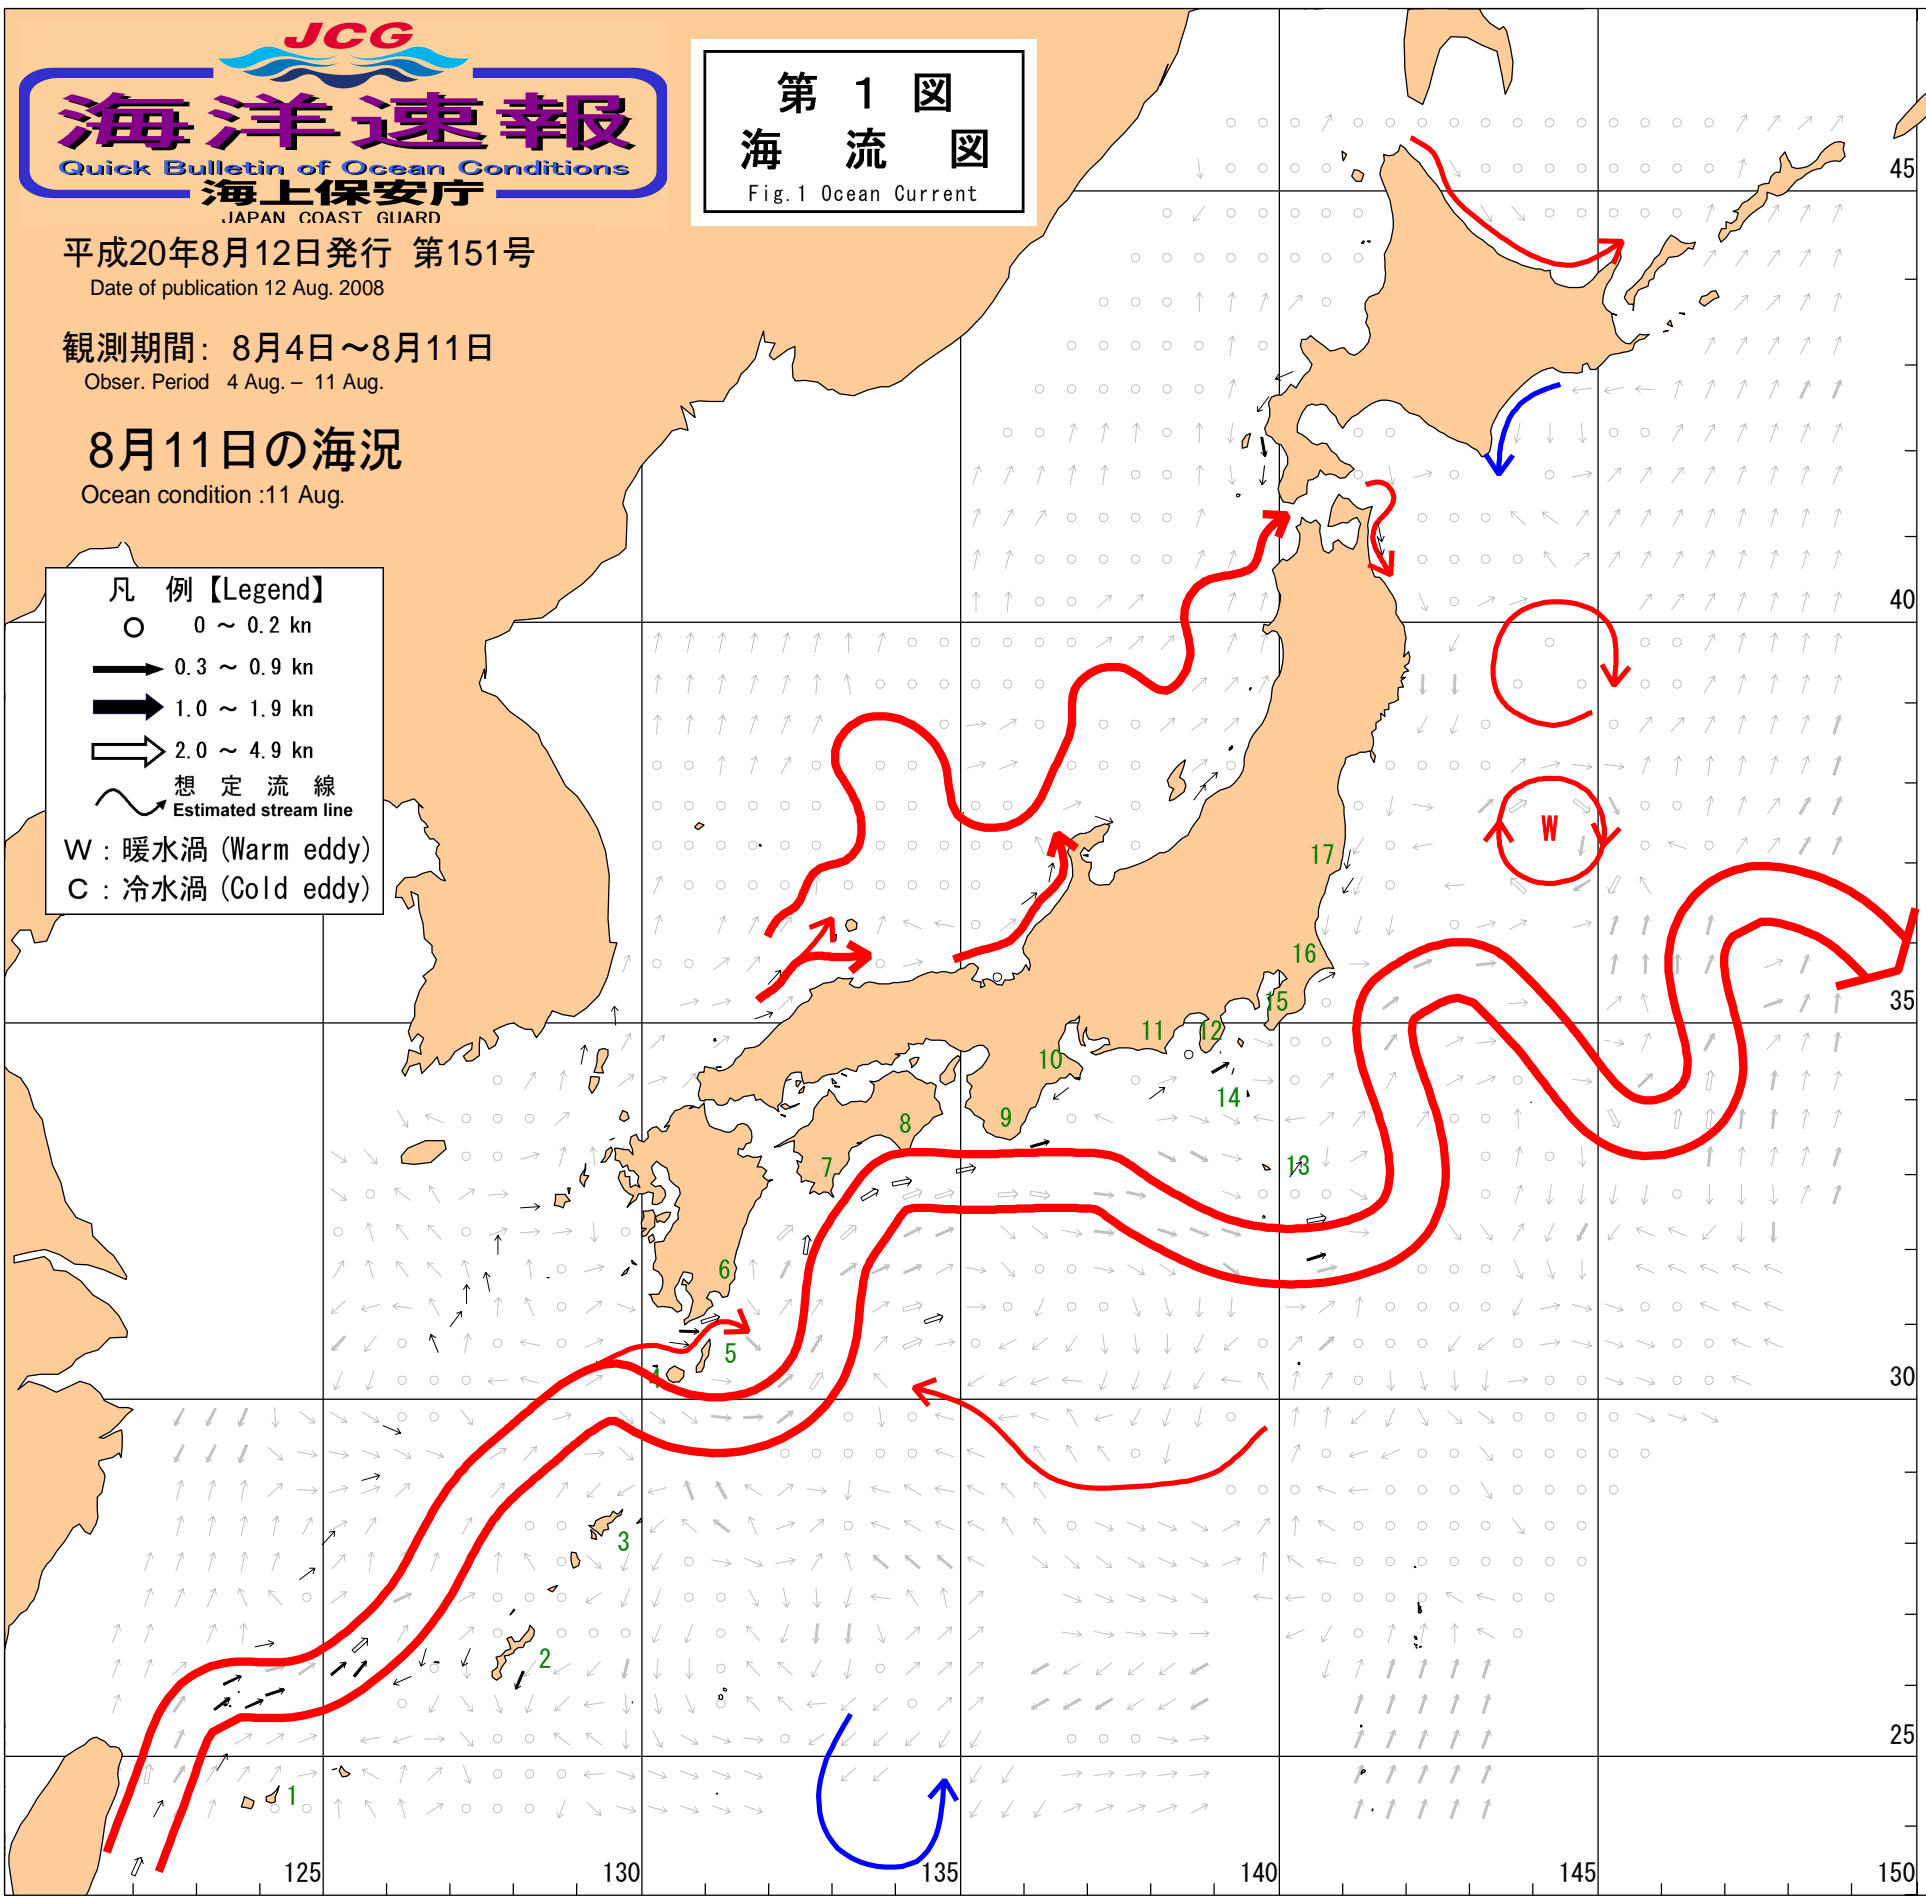 JCG
海洋速報
Quick Bulletin of Ocean Conditions
海上保安庁
JAPAN COAST GUARD
平成20年8月12日発行 第151号
Date of publication 12 Aug. 2008
観測期間: 8月4日～8月11日
Obser. Period 4 Aug. – 11 Aug.
8月11日の海況
Ocean condition :11 Aug.
第 1 図
海 流 図
Fig.1 Ocean Current
凡 例【Legend】
0 ～ 0.2 kn
0.3 ～ 0.9 kn
1.0 ～ 1.9 kn
2.0 ～ 4.9 kn
想 定 流 線
Estimated stream line
W : 暖水渦 (Warm eddy)
C : 冷水渦 (Cold eddy)
45
40
W
17
16
35
15
12
11
10
14
9
8
7
13
6
5
4
30
3
2
25
1
125
130
135
140
145
150